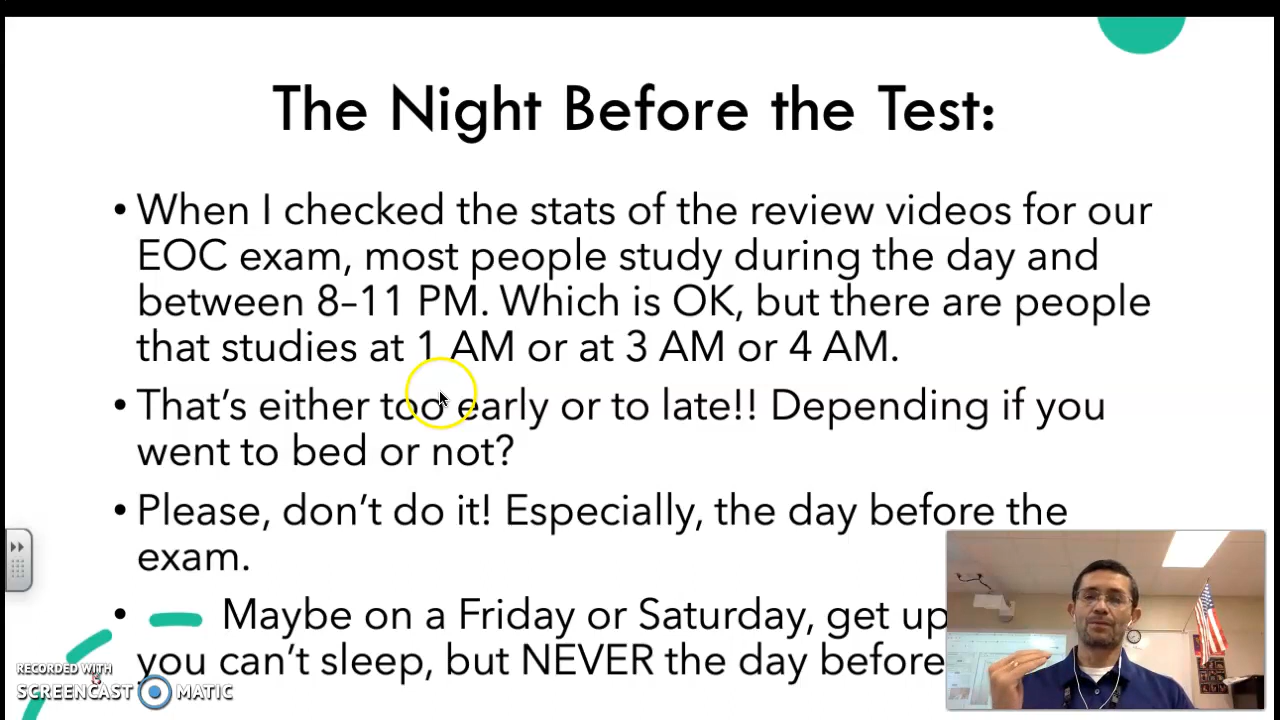 The Night Before the Test:
• When I checked the stats of the review videos for our
EOC exam, most people study during the day and
between 8–11 PM. Which is OK, but there are people
that studies at 1 AM or at 3 AM or 4 AM.
• That's either too early or to late!! Depending if you
went to bed or not?
• Please, don't do it! Especially, the day before the
exam.
• Maybe on a Friday or Saturday, get up
you can't sleep, but NEVER the day before
RECORDED WITH
SCREENCAST MATIC